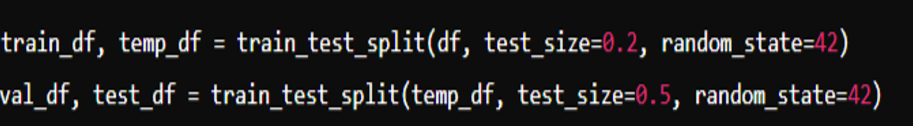 train_df, temp_df = train_test_split(df, test_size=0.2, random_state=42)
val_df, test_df = train_test_split(temp_df, test_size=0.5, random_state=42)